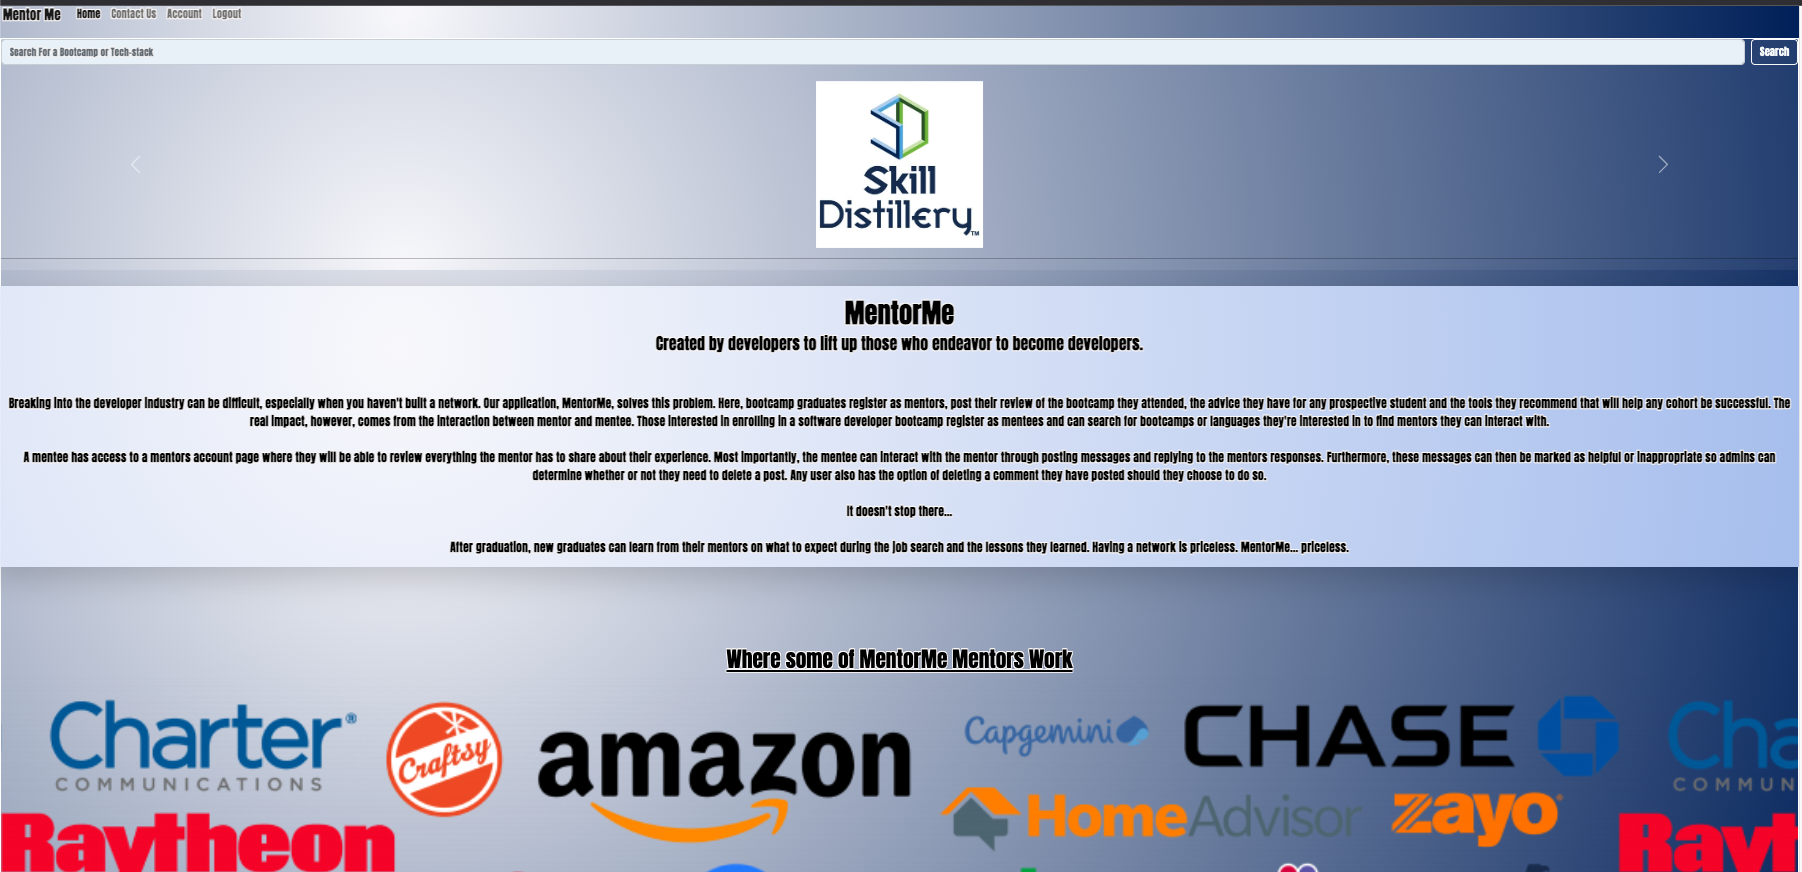 Mentor Me Home Contact Us Account Logout
Search For a Bootcamp or Tech-stack Search
Skill
Distillery™
MentorMe
Created by developers to lift up those who endeavor to become developers.
Breaking into the developer industry can be difficult, especially when you haven't built a network. Our application, MentorMe, solves this problem. Here, bootcamp graduates register as mentors, post their review of the bootcamp they attended, the advice they have for any prospective student and the tools they recommend that will help any cohort be successful. The
real impact, however, comes from the interaction between mentor and mentee. Those interested in enrolling in a software developer bootcamp register as mentees and can search for bootcamps or languages they're interested in to find mentors they can interact with.
A mentee has access to a mentors account page where they will be able to review everything the mentor has to share about their experience. Most importantly, the mentee can interact with the mentor through posting messages and replying to the mentors responses. Furthermore, these messages can then be marked as helpful or inappropriate so admins can
determine whether or not they need to delete a post. Any user also has the option of deleting a comment they have posted should they choose to do so.
It doesn't stop there...
After graduation, new graduates can learn from their mentors on what to expect during the job search and the lessons they learned. Having a network is priceless. MentorMe... priceless.
Where some of MentorMe Mentors Work
Charter®
COMMUNICATIONS
Craftsy
amazon
Capgemini
CHASE
Cha
COMMUN
HomeAdvisor
zayo
Raytheon
Rayt